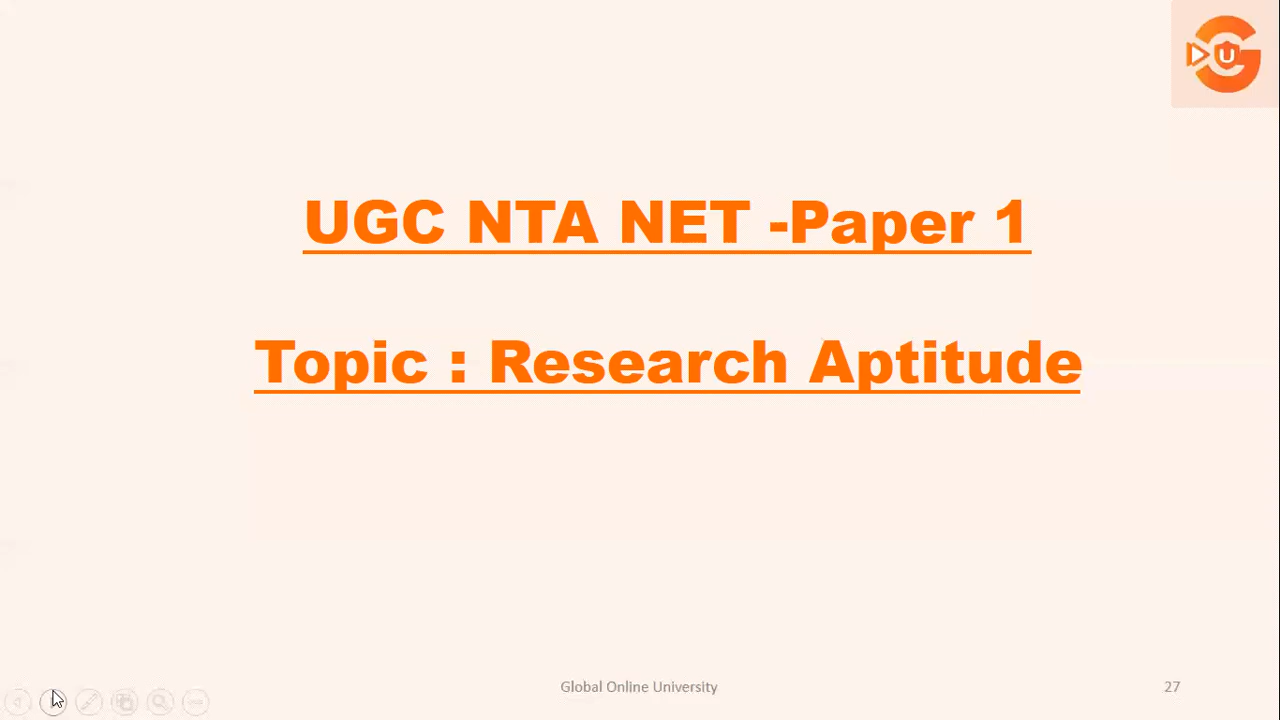 U
UGC NTA NET -Paper 1
Topic : Research Aptitude
Global Online University
27